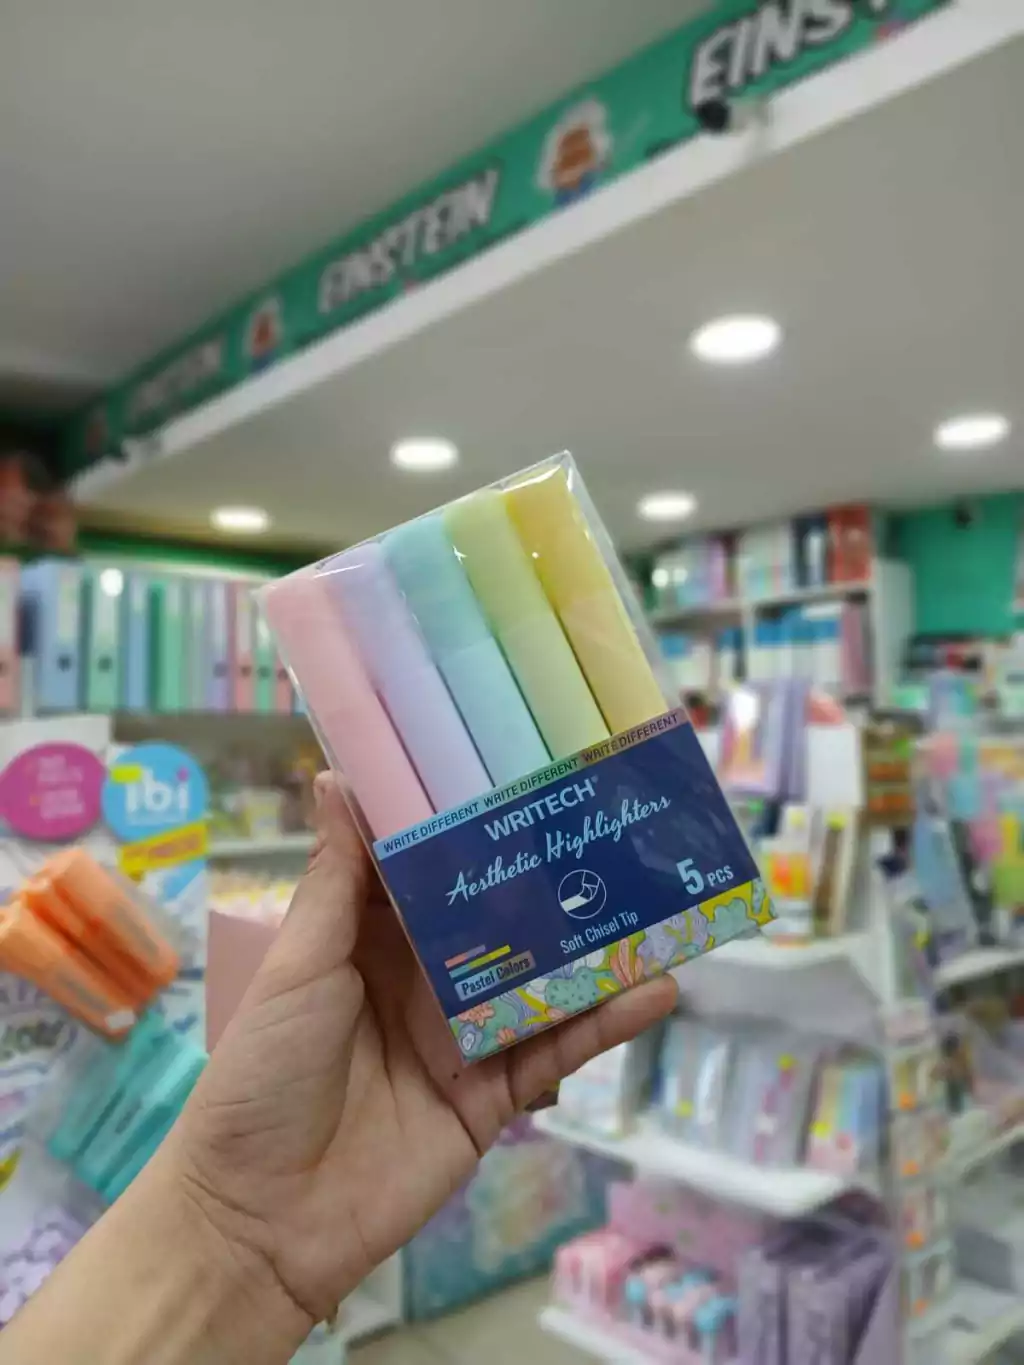 EINS
EINSTEIN
EINSTEIN
ibi
WRITE DIFFERENT WRITE DIFFERENT WRITE DIFFERENT
WRITECH®
Aesthetic Highlighters
5 PCS
Soft Chisel Tip
Pastel Colors